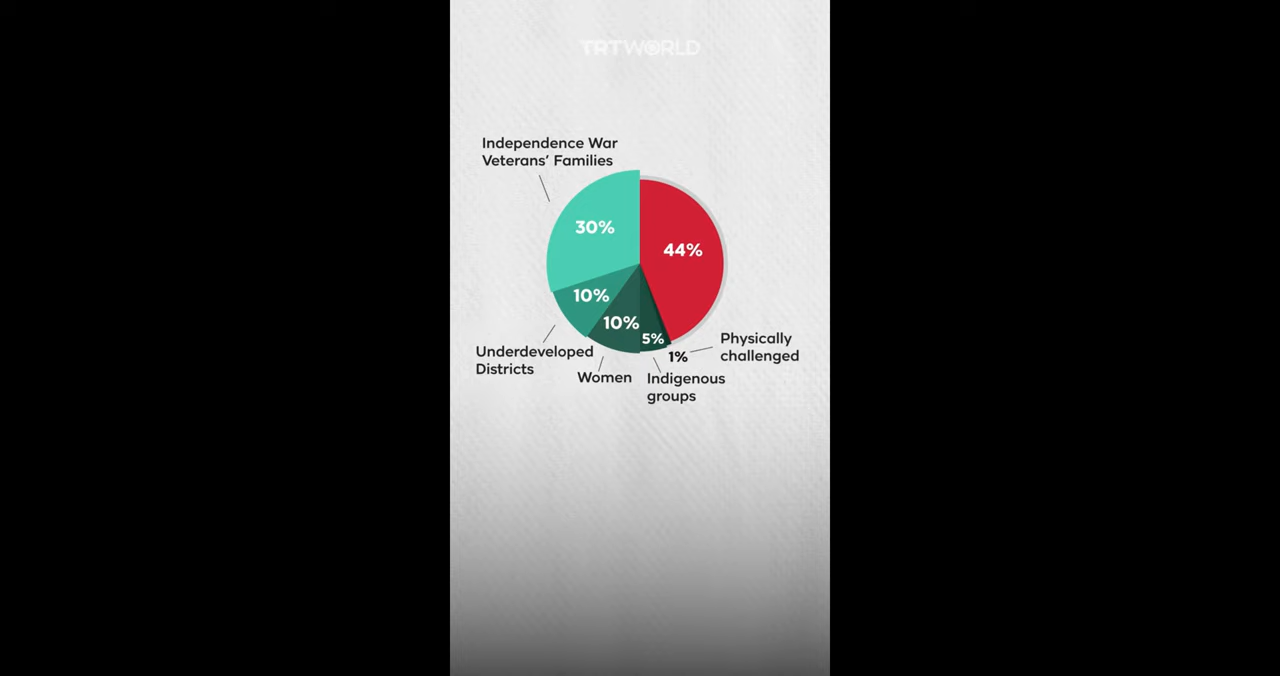 TRTWORLD
Independence War
Veterans’ Families
30%
44%
10%
10%
5%
1%
Physically
challenged
Underdeveloped
Districts
Women
Indigenous
groups